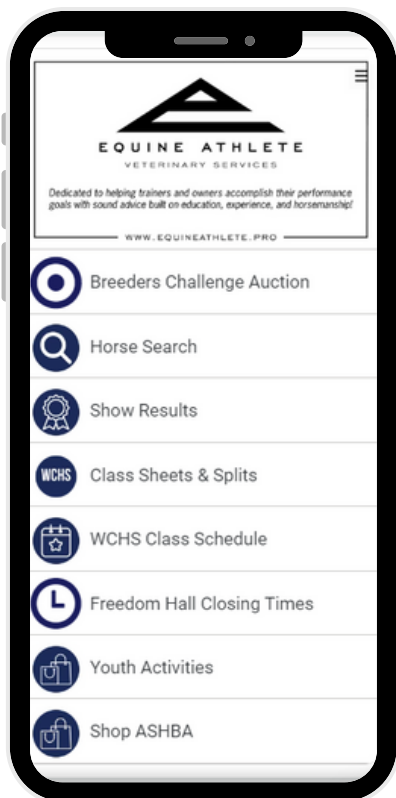 EQUINE ATHLETE
VETERINARY SERVICES
Dedicated to helping trainers and owners accomplish their performance
goals with sound advice built on education, experience, and horsemanship!
WWW.EQUINEATHLETE.PRO
Breeders Challenge Auction
Horse Search
Show Results
WCHS Class Sheets & Splits
WCHS Class Schedule
Freedom Hall Closing Times
Youth Activities
Shop ASHBA